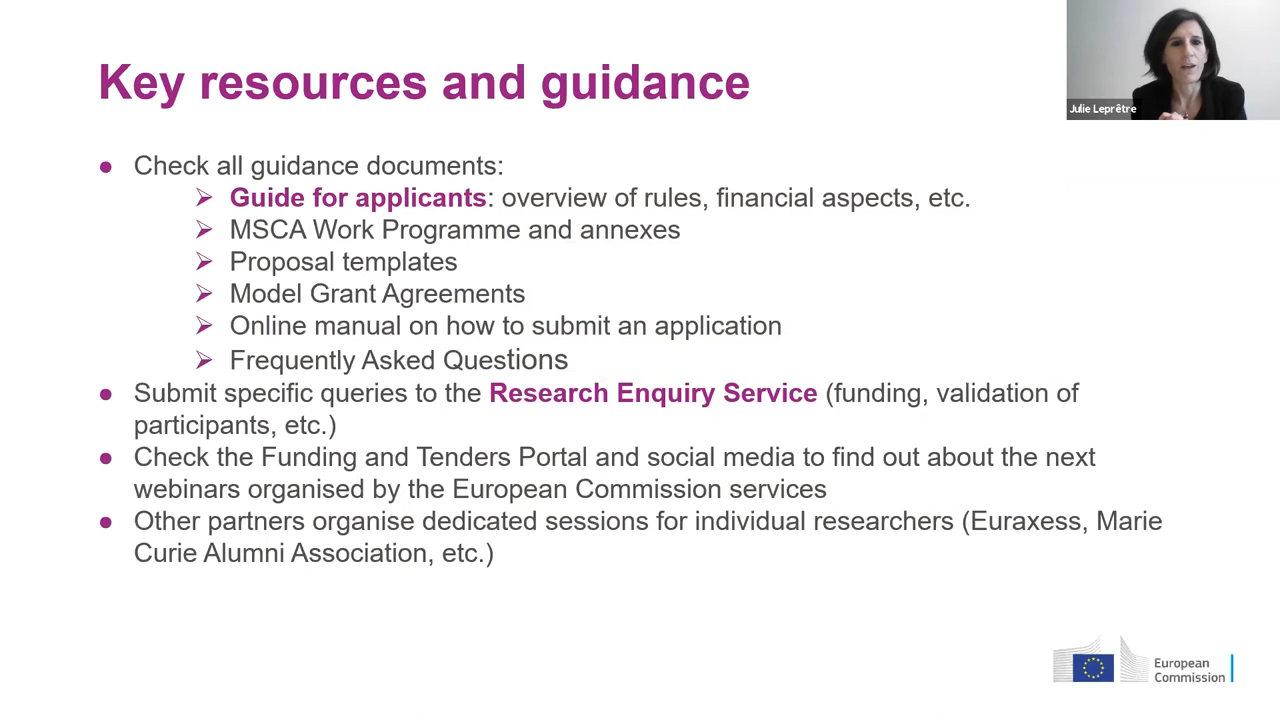 Key resources and guidance
Julie Leprêtre
● Check all guidance documents:
➢ Guide for applicants: overview of rules, financial aspects, etc.
➢ MSCA Work Programme and annexes
➢ Proposal templates
➢ Model Grant Agreements
➢ Online manual on how to submit an application
➢ Frequently Asked Questions
● Submit specific queries to the Research Enquiry Service (funding, validation of
participants, etc.)
● Check the Funding and Tenders Portal and social media to find out about the next
webinars organised by the European Commission services
● Other partners organise dedicated sessions for individual researchers (Euraxess, Marie
Curie Alumni Association, etc.)
European
Commission